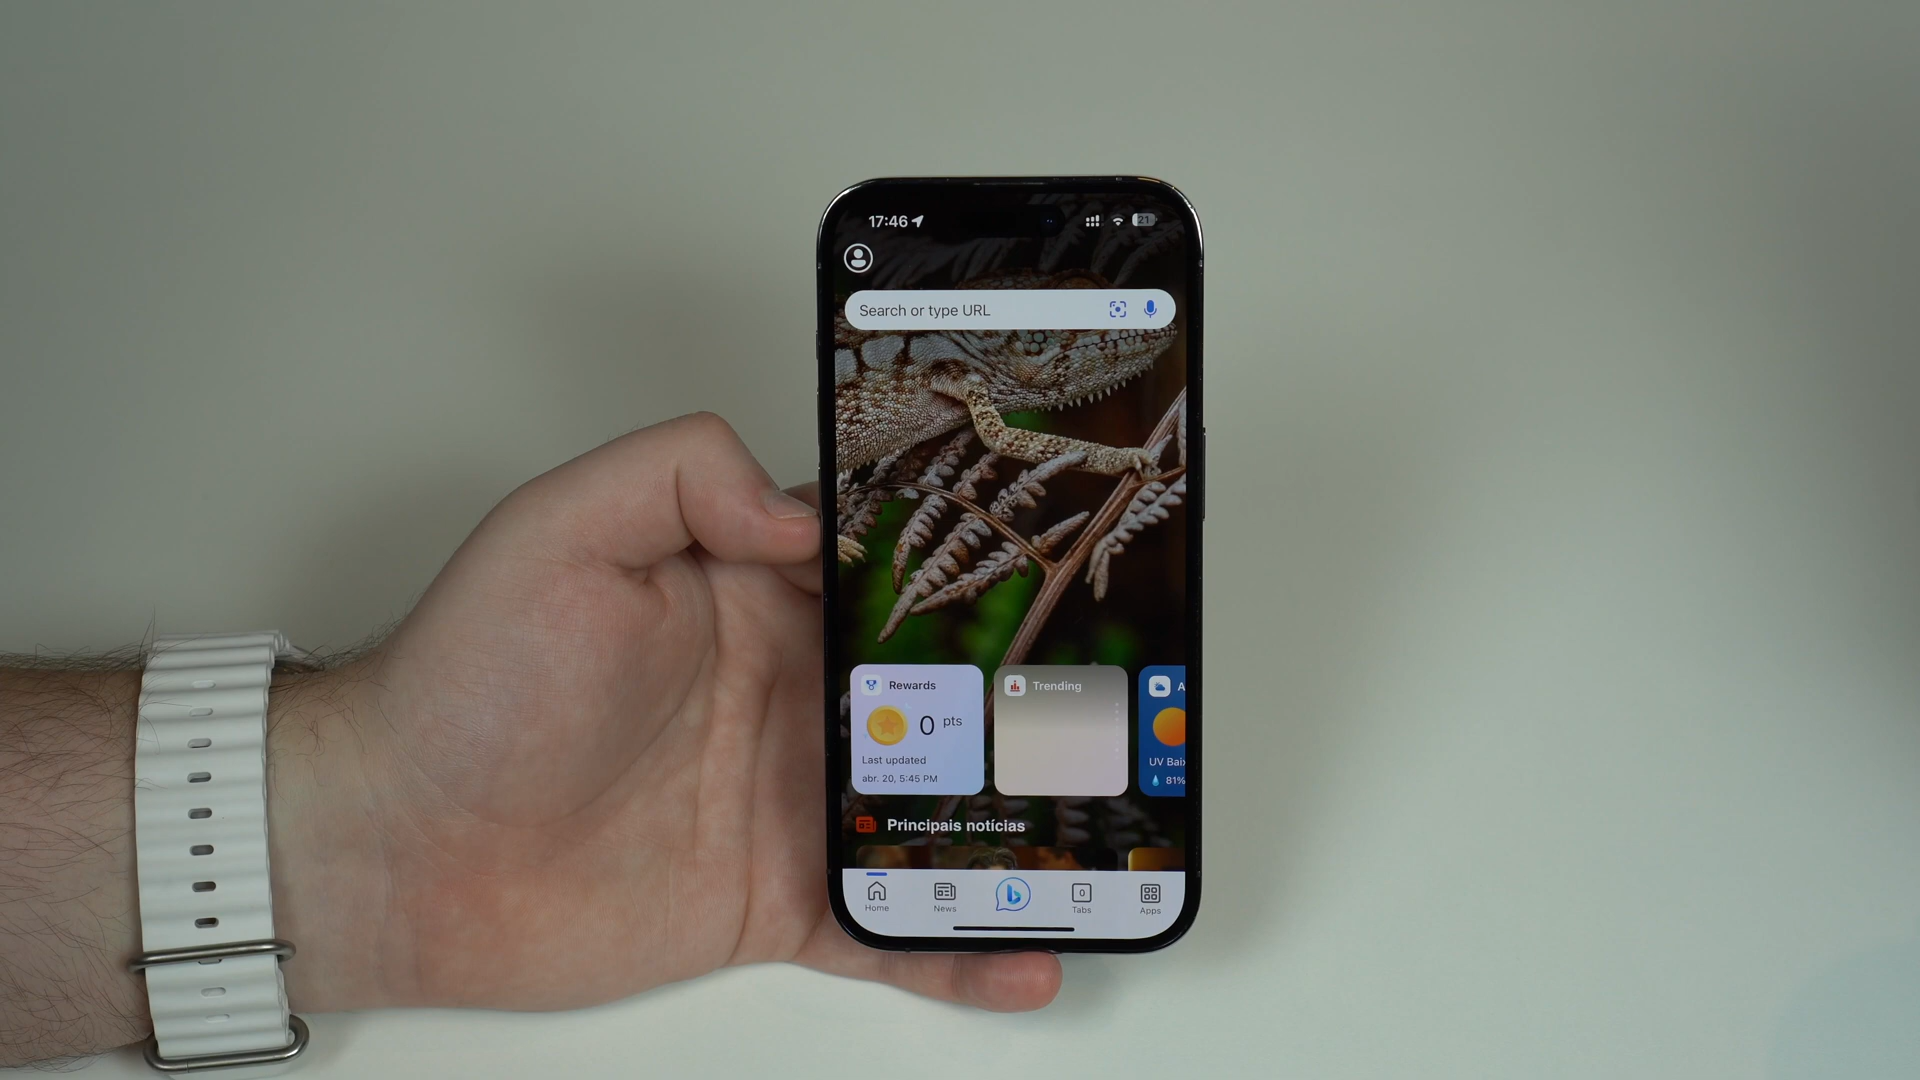 17:46
21
Search or type URL
Rewards
0 pts
Last updated
abr. 20, 5:45 PM
Trending
A
UV Baix
81%
Principais notícias
Home
News
0
Tabs
Apps